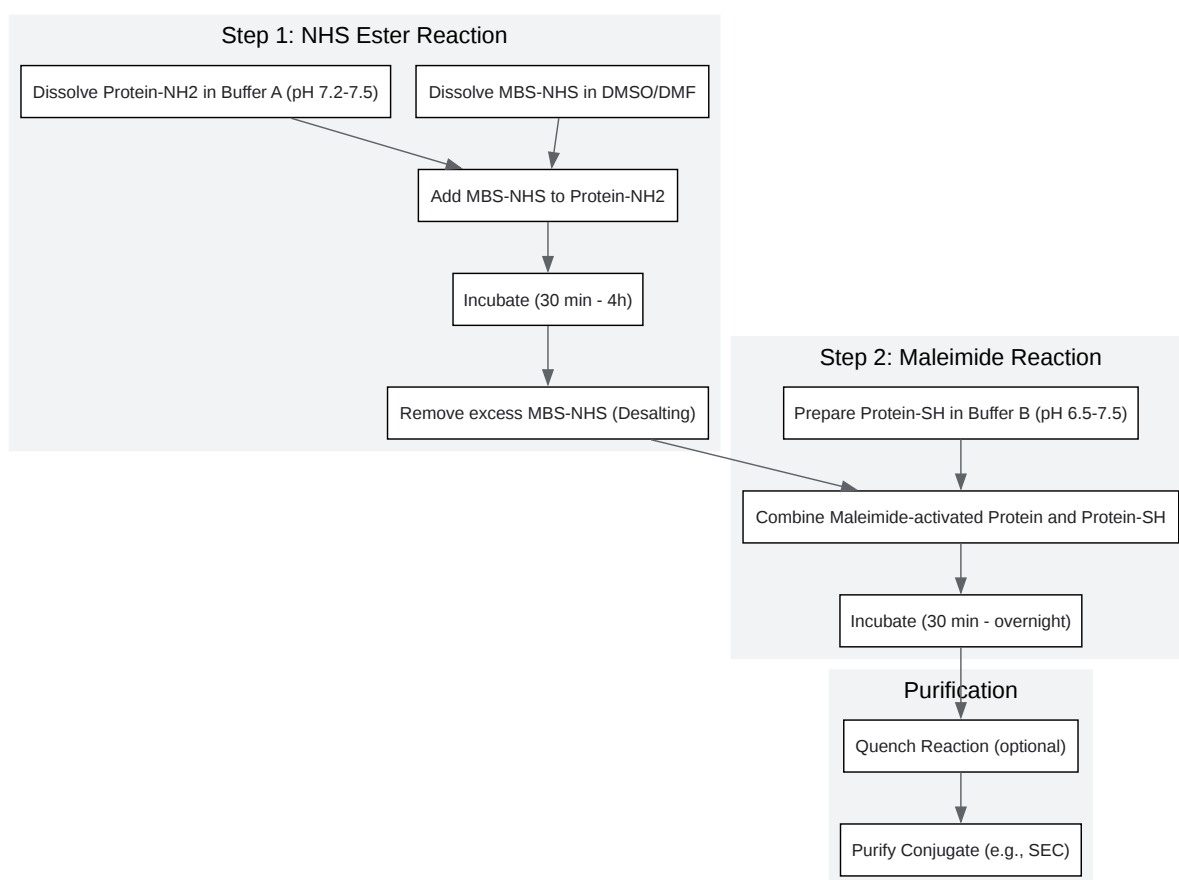 Step 1: NHS Ester Reaction
Dissolve Protein-NH2 in Buffer A (pH 7.2-7.5)
Dissolve MBS-NHS in DMSO/DMF
Add MBS-NHS to Protein-NH2
Incubate (30 min - 4h)
Remove excess MBS-NHS (Desalting)
Step 2: Maleimide Reaction
Prepare Protein-SH in Buffer B (pH 6.5-7.5)
Combine Maleimide-activated Protein and Protein-SH
Incubate (30 min - overnight)
Purification
Quench Reaction (optional)
Purify Conjugate (e.g., SEC)